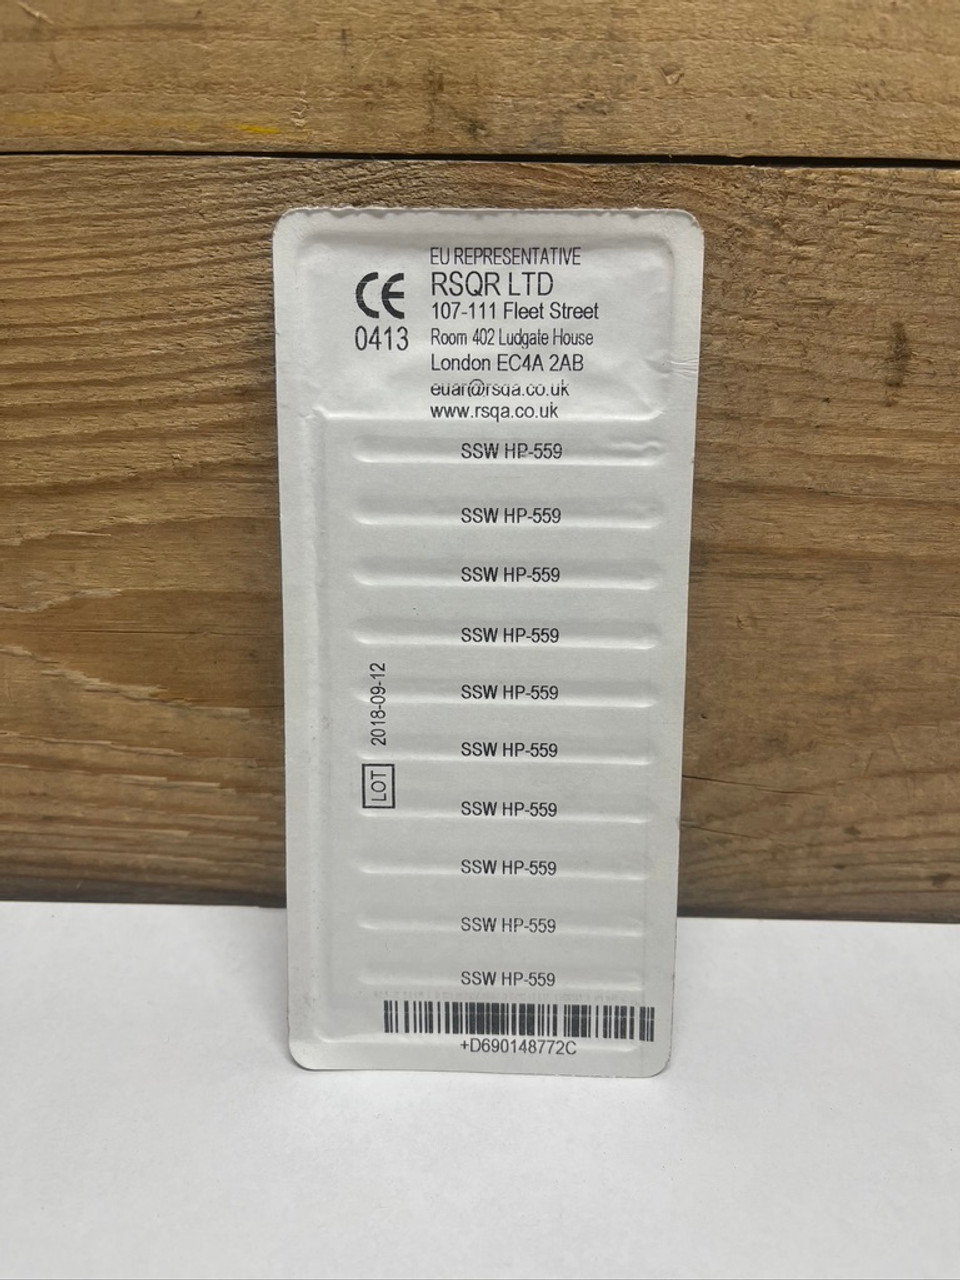 CE
0413
EU REPRESENTATIVE
RSQR LTD
107-111 Fleet Street
Room 402 Ludgate House
London EC4A 2AB
euar@rsqa.co.uk
www.rsqa.co.uk
SSW HP-559
SSW HP-559
SSW HP-559
SSW HP-559
SSW HP-559
SSW HP-559
SSW HP-559
SSW HP-559
SSW HP-559
SSW HP-559
LOT 2018-09-12
+D690148772C